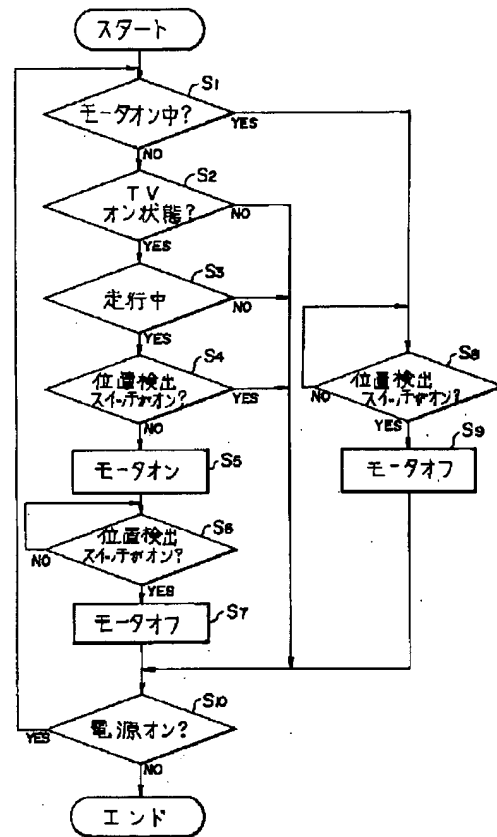 スタート
S1
モータオン中?
YES
NO
S2
TV
オン状態?
NO
YES
S3
走行中
NO
YES
S4
位置検出
スイッチがオン?
YES
NO
S5
モータオン
S6
位置検出
スイッチがオン?
NO
YES
S7
モータオフ
S8
位置検出
スイッチがオン?
NO
YES
S9
モータオフ
S10
電源オン?
YES
NO
エンド